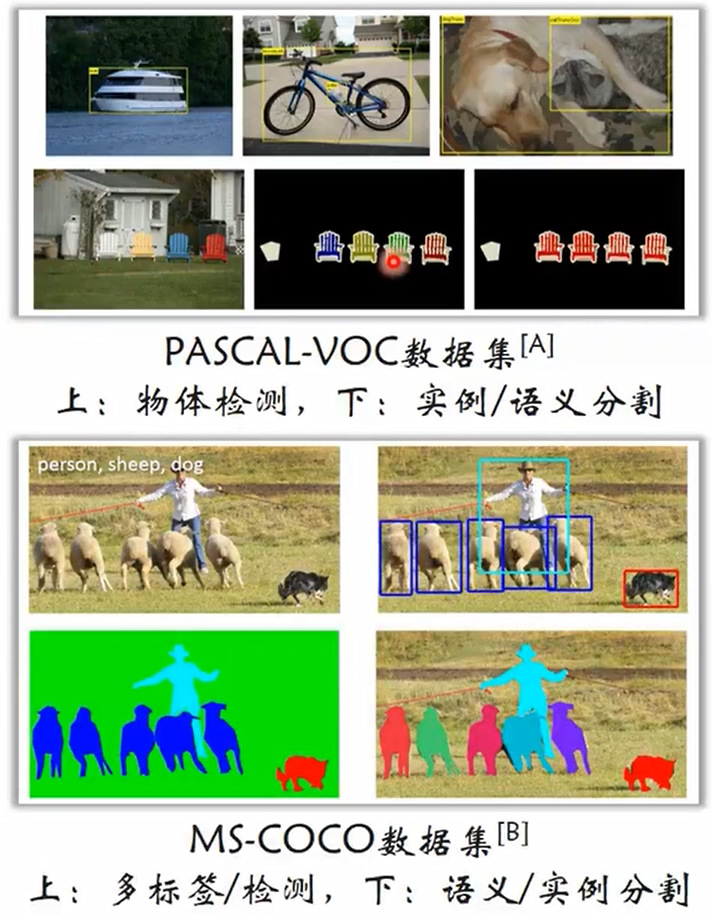 PASCAL-VOC数据集[A]
上：物体检测，下：实例/语义分割
person, sheep, dog
MS-COCO数据集[B]
上：多标签/检测，下：语义/实例分割